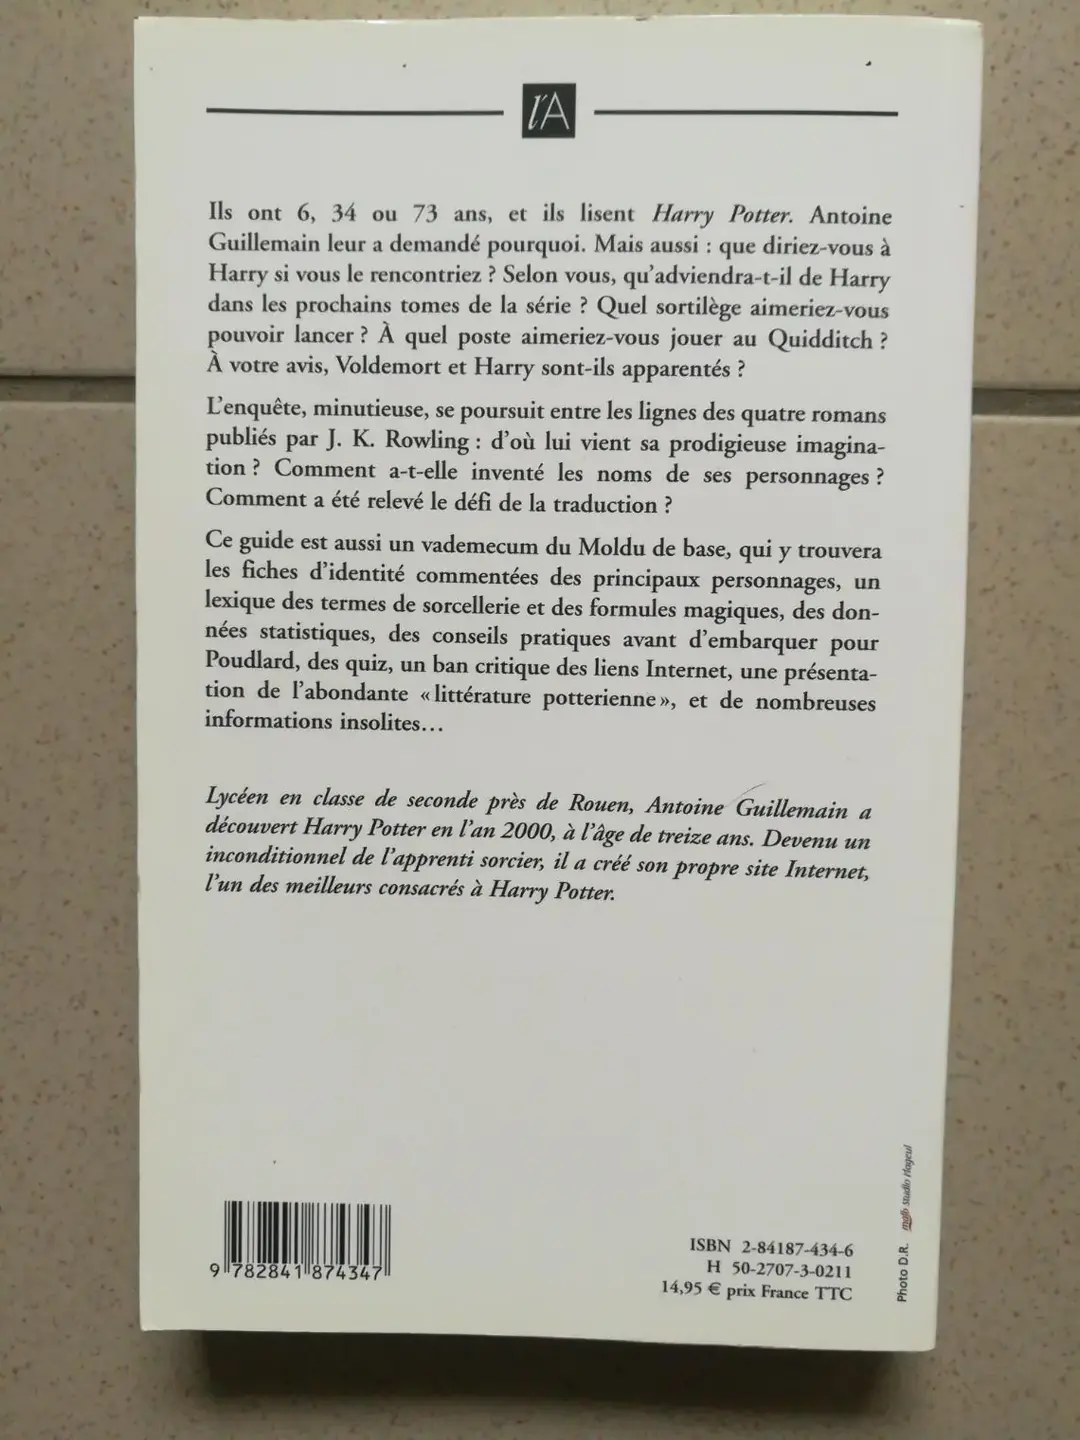 l'A
Ils ont 6, 34 ou 73 ans, et ils lisent Harry Potter. Antoine
Guillemain leur a demandé pourquoi. Mais aussi : que diriez-vous à
Harry si vous le rencontriez ? Selon vous, qu'adviendra-t-il de Harry
dans les prochains tomes de la série ? Quel sortilège aimeriez-vous
pouvoir lancer ? À quel poste aimeriez-vous jouer au Quidditch ?
À votre avis, Voldemort et Harry sont-ils apparentés ?
L'enquête, minutieuse, se poursuit entre les lignes des quatre romans
publiés par J. K. Rowling : d'où lui vient sa prodigieuse imagina-
tion ? Comment a-t-elle inventé les noms de ses personnages ?
Comment a été relevé le défi de la traduction ?
Ce guide est aussi un vademecum du Moldu de base, qui y trouvera
les fiches d'identité commentées des principaux personnages, un
lexique des termes de sorcellerie et des formules magiques, des don-
nées statistiques, des conseils pratiques avant d'embarquer pour
Poudlard, des quiz, un ban critique des liens Internet, une présenta-
tion de l'abondante « littérature potterienne », et de nombreuses
informations insolites...
Lycéen en classe de seconde près de Rouen, Antoine Guillemain a
découvert Harry Potter en l'an 2000, à l'âge de treize ans. Devenu un
inconditionnel de l'apprenti sorcier, il a créé son propre site Internet,
l'un des meilleurs consacrés à Harry Potter.
9 782841 874347
ISBN 2-84187-434-6
H 50-2707-3-0211
14,95 € prix France TTC
Photo D.R. studio